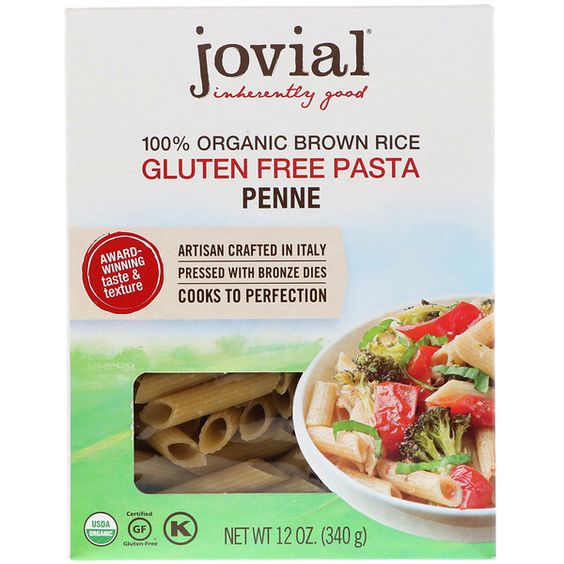 jovial®
inherently good
100% ORGANIC BROWN RICE
GLUTEN FREE PASTA
PENNE
AWARD-
WINNING
taste &
texture
ARTISAN CRAFTED IN ITALY
PRESSED WITH BRONZE DIES
COOKS TO PERFECTION
USDA
ORGANIC
Certified
GF
Gluten-Free
K
NET WT 12 OZ. (340 g)